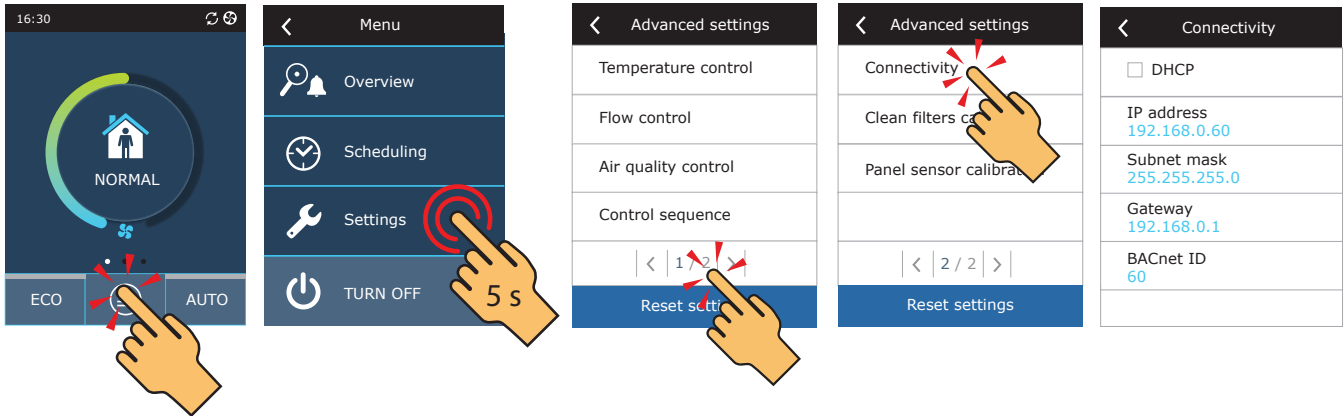 16:30
NORMAL
ECO
AUTO
Menu
Overview
Scheduling
Settings
TURN OFF
5 s
Advanced settings
Temperature control
Flow control
Air quality control
Control sequence
< 1 / 2 >
Reset
Advanced settings
Connectivity
Clean filters
Panel sensor
< 2 / 2 >
Reset settings
Connectivity
DHCP
IP address
192.168.0.60
Subnet mask
255.255.255.0
Gateway
192.168.0.1
BACnet ID
60